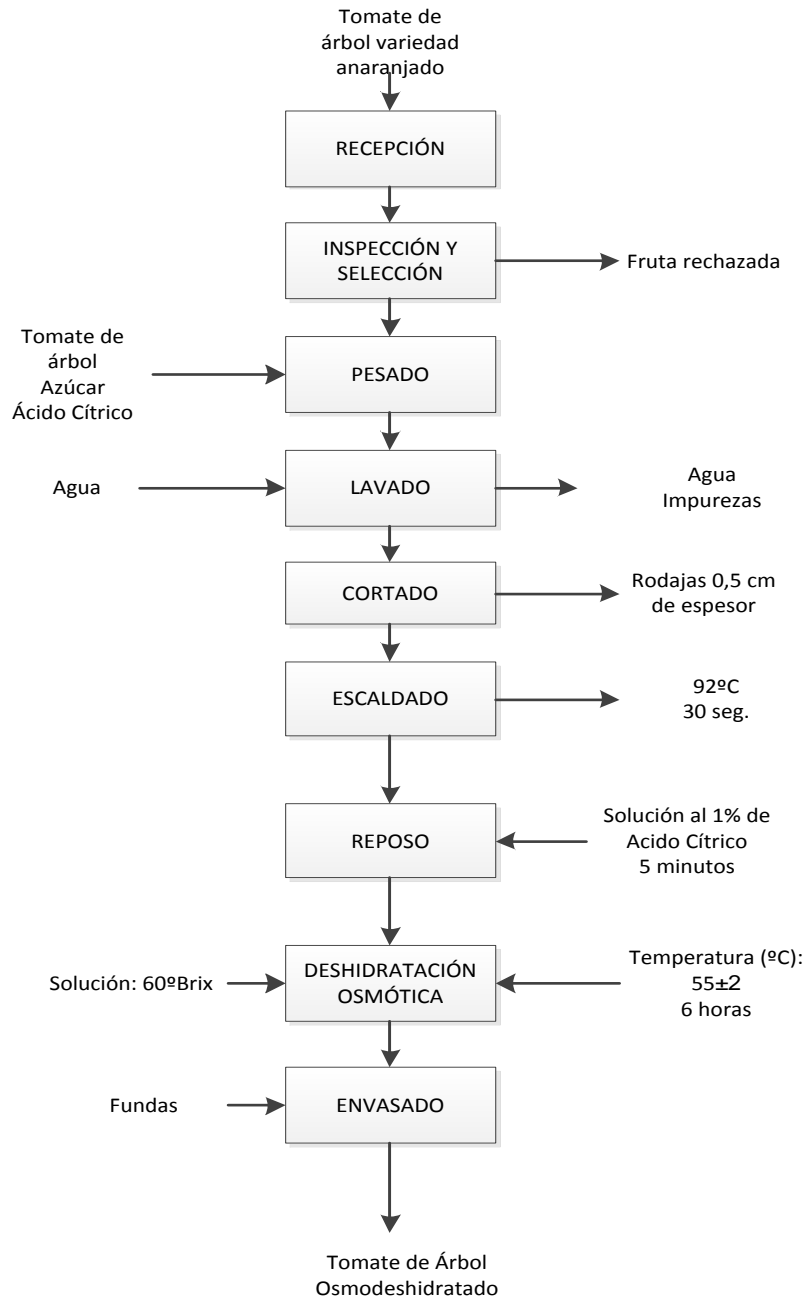 Tomate de
árbol variedad
anaranjado
RECEPCIÓN
INSPECCIÓN Y
SELECCIÓN
Fruta rechazada
Tomate de
árbol
Azúcar
Ácido Cítrico
PESADO
Agua
LAVADO
Agua
Impurezas
CORTADO
Rodajas 0,5 cm
de espesor
ESCALDADO
92ºC
30 seg.
REPOSO
Solución al 1% de
Acido Cítrico
5 minutos
Solución: 60ºBrix
DESHIDRATACIÓN
OSMÓTICA
Temperatura (ºC):
55±2
6 horas
Fundas
ENVASADO
Tomate de Árbol
Osmodeshidratado